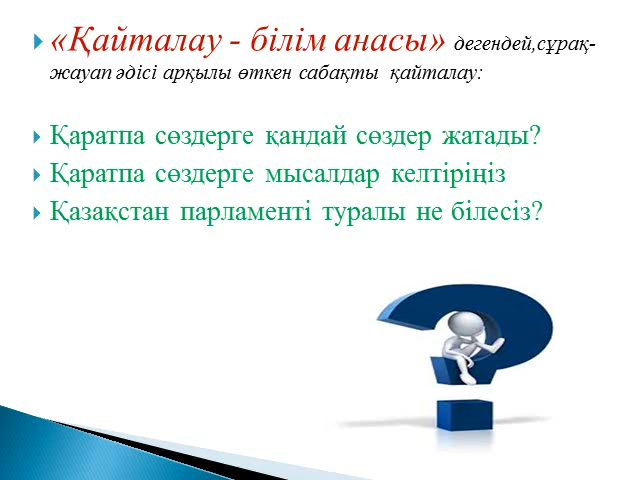 «Қайталау - білім анасы» дегендей,сұрақ-
жауап әдісі арқылы өткен сабақты қайталау:
Қаратпа сөздерге қандай сөздер жатады?
Қаратпа сөздерге мысалдар келтіріңіз
Қазақстан парламенті туралы не білесіз?